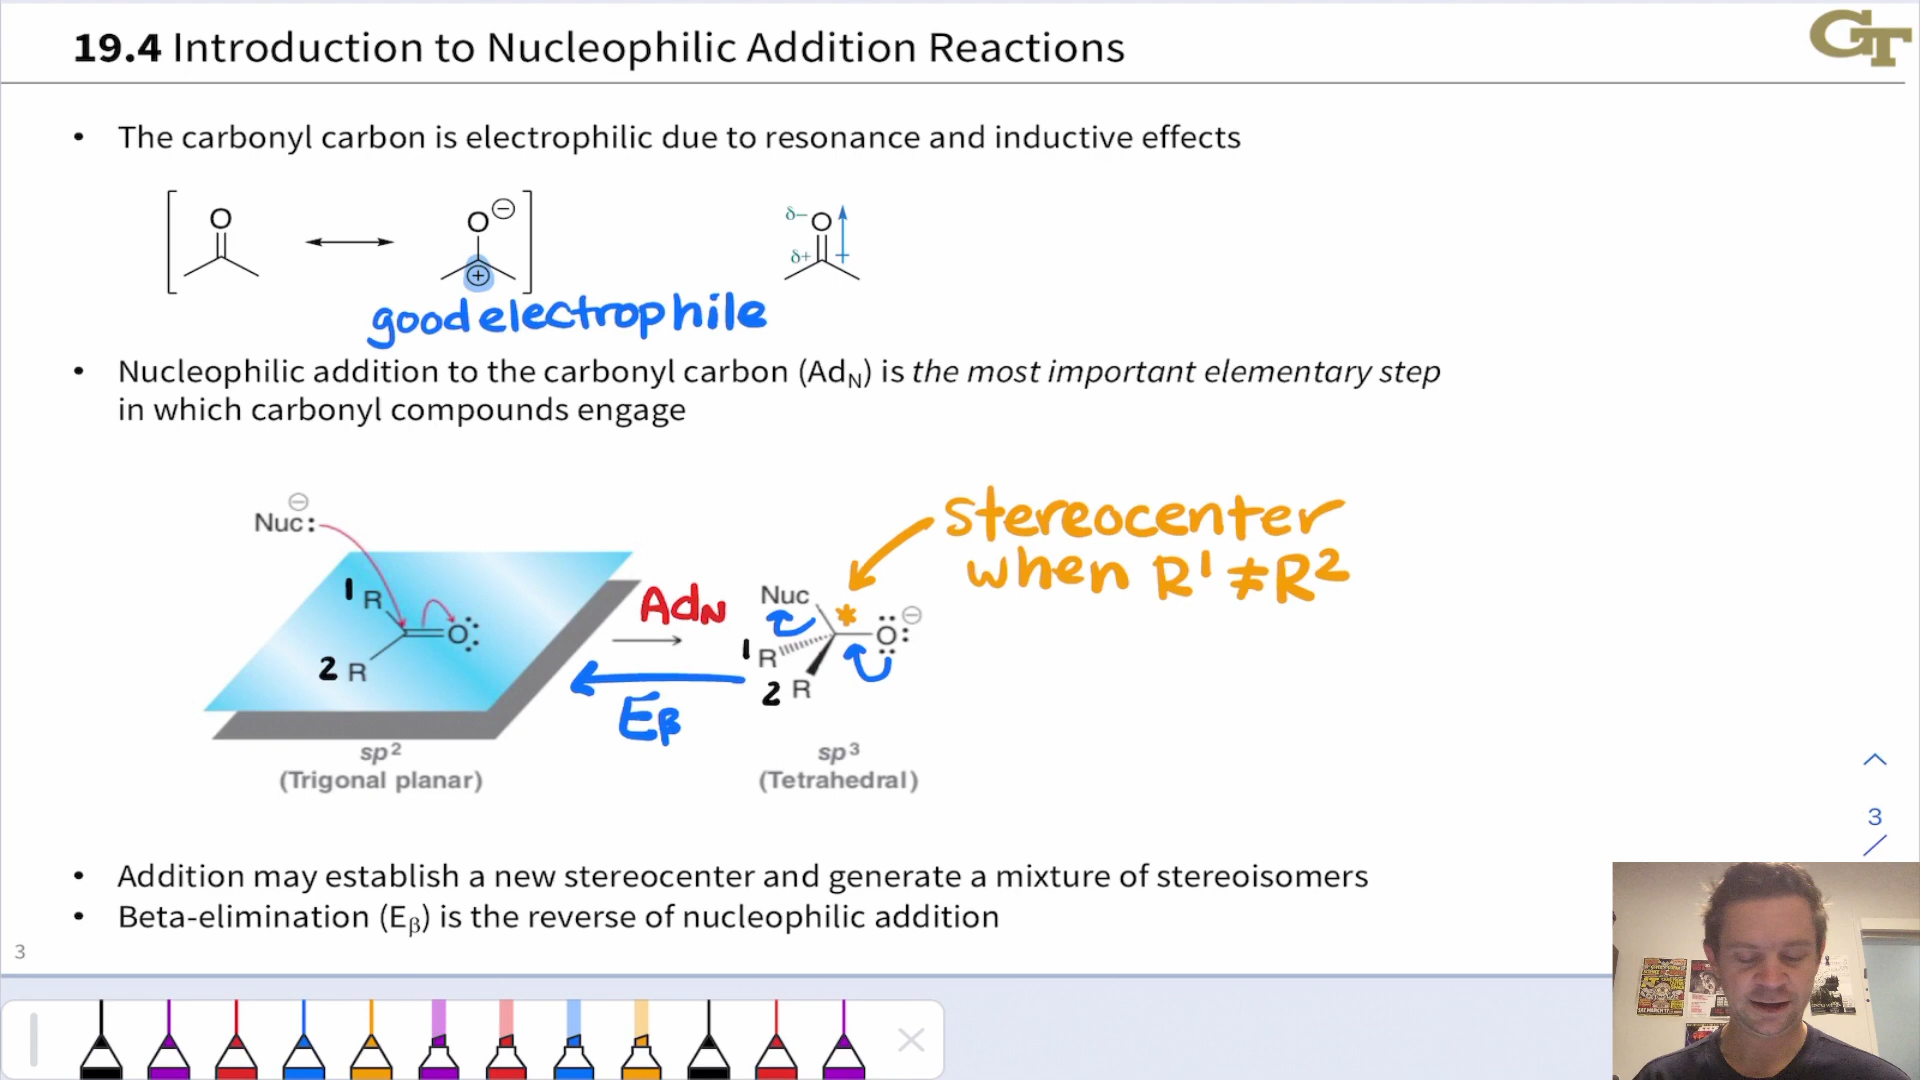 19.4 Introduction to Nucleophilic Addition Reactions
GT
• The carbonyl carbon is electrophilic due to resonance and inductive effects
O
O ⊖
⊕
δ– O
δ+
good electrophile
• Nucleophilic addition to the carbonyl carbon (AdN) is the most important elementary step
in which carbonyl compounds engage
⊖
Nuc:
1 R
O
2 R
AdN
Eβ
stereocenter
when R¹ ≠ R²
Nuc * O ⊖
1 R
2 R
sp²
(Trigonal planar)
sp³
(Tetrahedral)
• Addition may establish a new stereocenter and generate a mixture of stereoisomers
• Beta-elimination (Eβ) is the reverse of nucleophilic addition
3
3